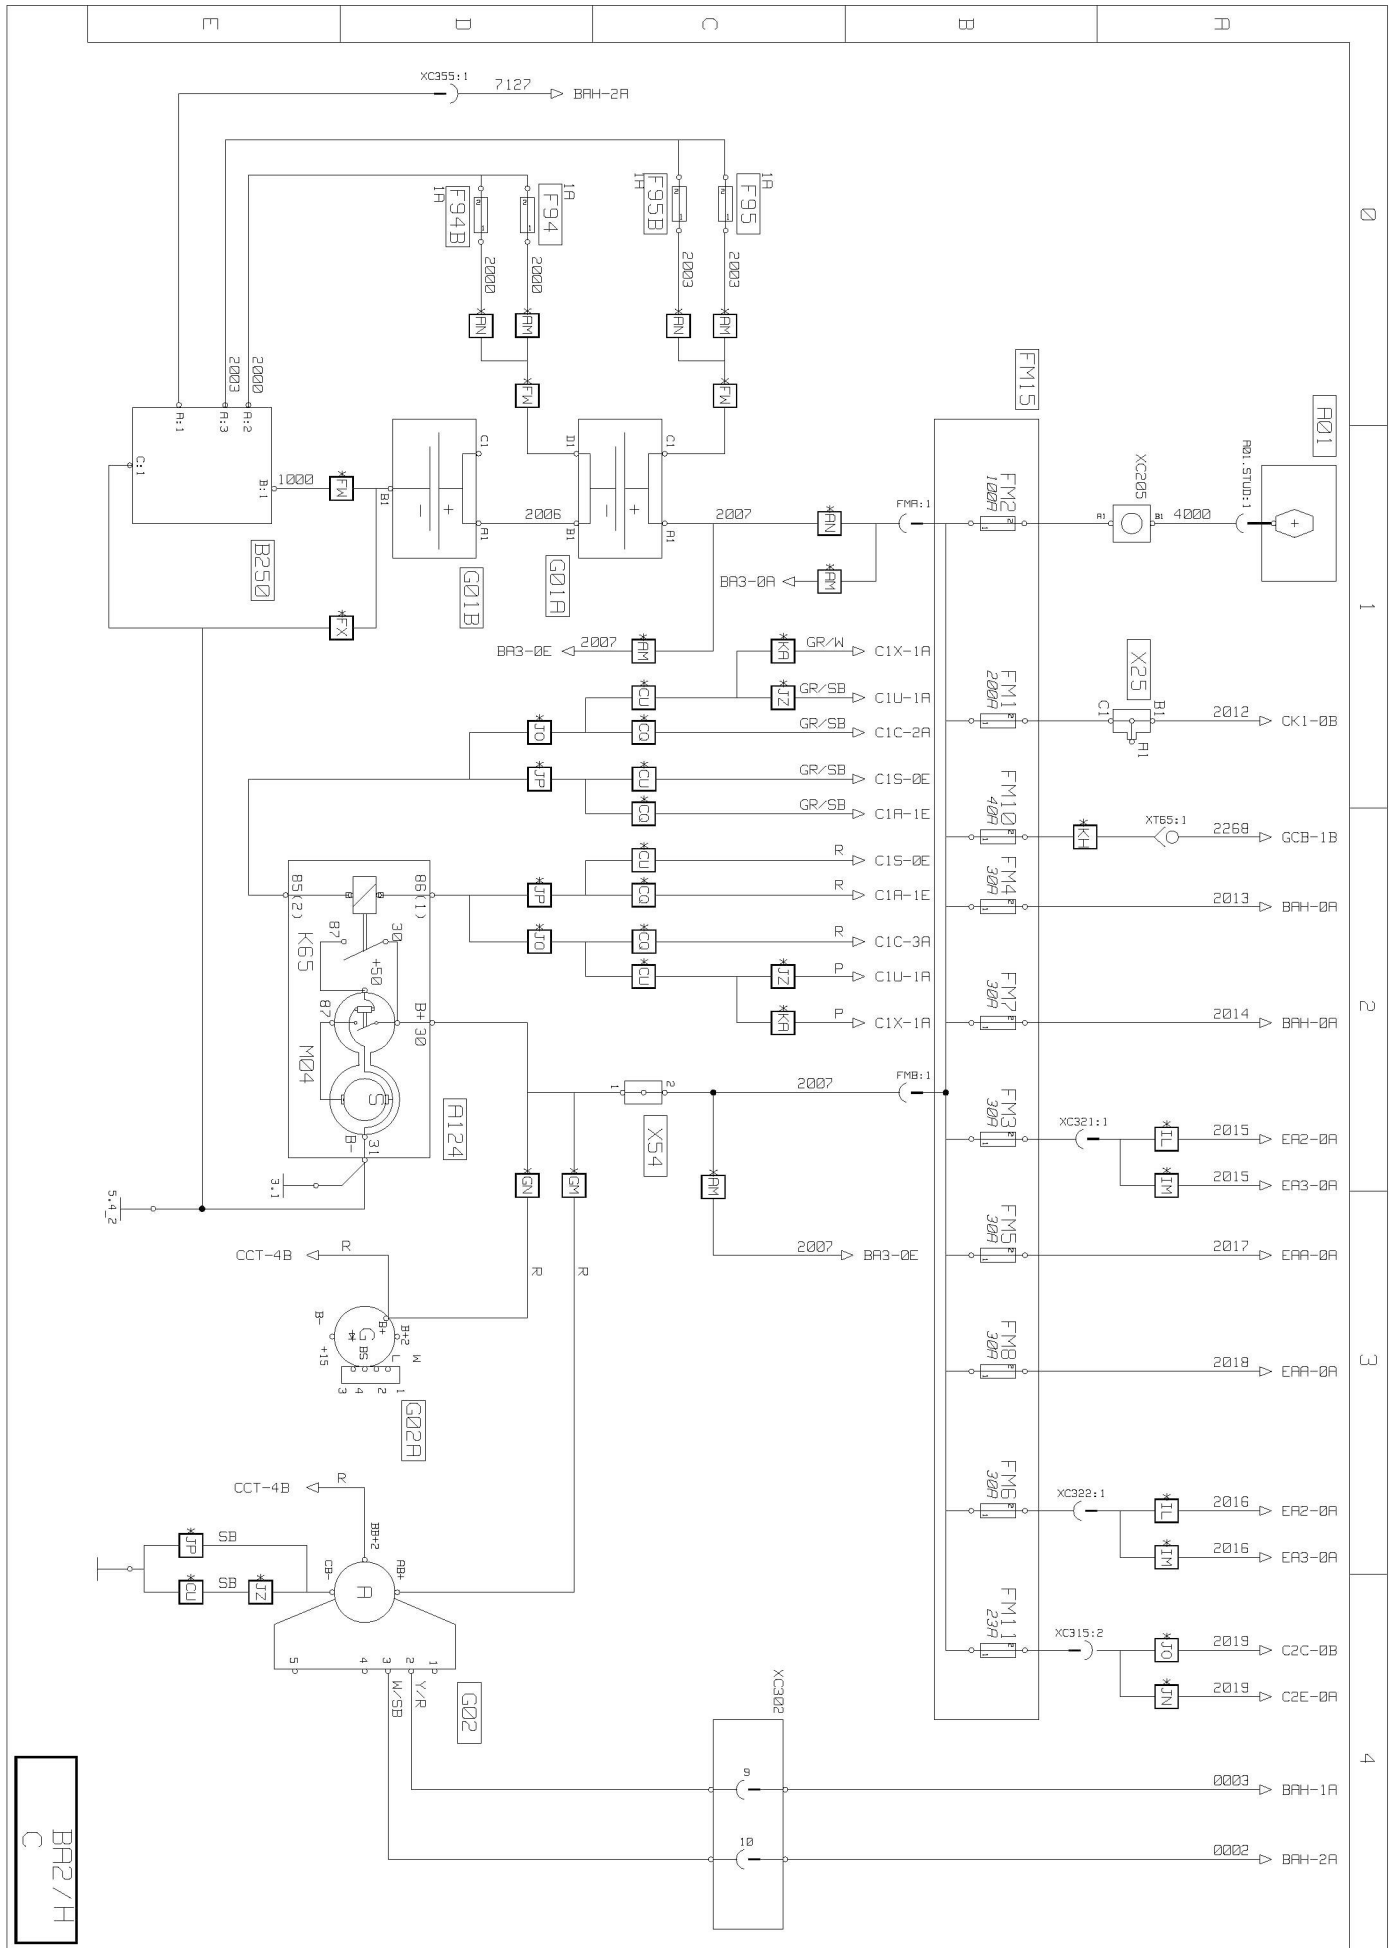 E
D
C
B
A
0
1
2
3
4
XC355:1
7127
BAH-2A
1A
F94B
1A
F94
1A
F95B
1A
F95
2000
2000
2003
2003
*AN
*AM
*AN
*AM
*FW
*FW
2003
2000
A:1
A:3
A:2
C:1
B:1
1000
*FW
B250
*FX
C1
B1
A1
+
G01B
2006
D1
C1
B1
A1
+
G01A
2007
*AN
*AM
BA3-0A
FMA:1
FM15
FM2
100A
XC205
A1
B1
4000
A01.STUD:1
A01
+
BA3-0E
2007
*AM
*KA
GR/W
C1X-1A
*CU
*JZ
GR/SB
C1U-1A
*JO
*CQ
GR/SB
C1C-2A
*JP
*CU
GR/SB
C1S-0E
*CQ
GR/SB
C1A-1E
FM1
200A
X25
C1
B1
A1
2012
CK1-0B
FM10
40A
*KH
XT65:1
2268
GCB-1B
FM4
30A
2013
BAH-0A
*CU
R
C1S-0E
*JP
*CQ
R
C1A-1E
*JO
*CQ
R
C1C-3A
*CU
*JZ
P
C1U-1A
*KA
P
C1X-1A
FM7
30A
2014
BAH-0A
85(2)
86(1)
K65
87
30
+50
87
B+30
M04
S
B-
31
A124
3.1
5.4_2
1
2
X54
2007
FMB:1
*AM
2007
BA3-0E
*GN
*GM
R
R
FM3
30A
XC321:1
*IL
2015
EA2-0A
*IM
2015
EA3-0A
FM5
30A
2017
EAA-0A
FM8
30A
2018
EAA-0A
CCT-4B
R
B-
B+
B+2
G
+15
BS
L
W
3
4
2
1
G02A
FM6
30A
XC322:1
*IL
2016
EA2-0A
*IM
2016
EA3-0A
CCT-4B
R
BB+2
*JP
SB
*CU
SB
*JZ
CB-
A
AB+
5
4
3
2
1
W/SB
Y/R
G02
FM11
23A
XC315:2
*JO
2019
C2C-0B
*JN
2019
C2E-0A
XC302
9
0003
BAH-1A
10
0002
BAH-2A
BA2/H
C